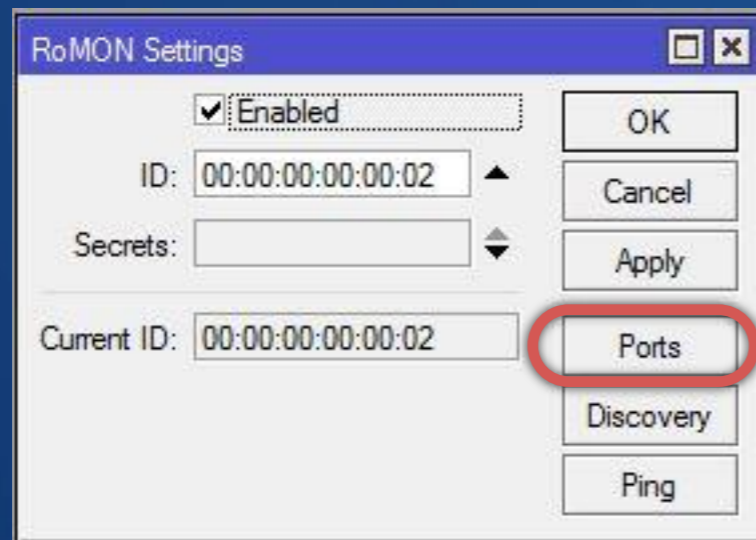 RoMON Settings
Enabled
OK
ID: 00:00:00:00:00:02
Cancel
Secrets:
Apply
Current ID: 00:00:00:00:00:02
Ports
Discovery
Ping